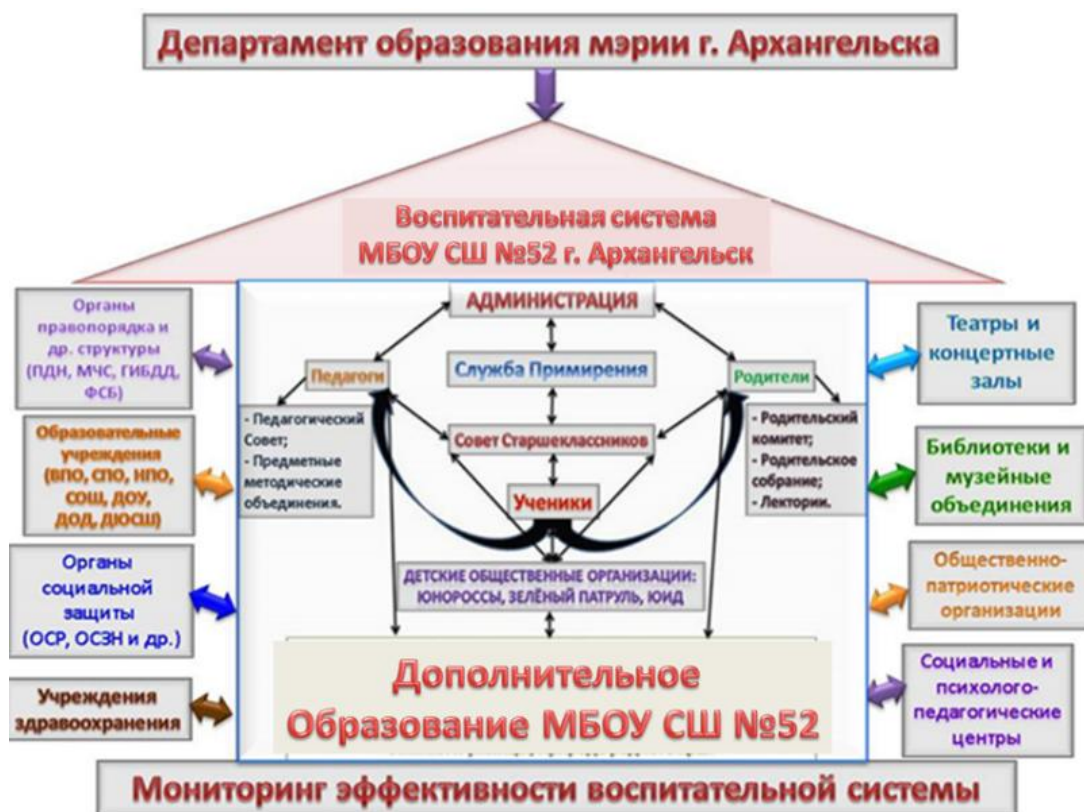 Департамент образования мэрии г. Архангельска
Воспитательная система
МБОУ СШ №52 г. Архангельск
Органы
правопорядка и
др. структуры
(ПДН, МЧС, ГИБДД,
ФСБ)
Образовательные
учреждения
(ВПО, СПО, НПО,
СОШ, ДОУ,
ДОД, ДЮСШ)
Органы
социальной
защиты
(ОСР, ОСЗН и др.)
Учреждения
здравоохранения
АДМИНИСТРАЦИЯ
Педагоги
Служба Примирения
Родители
- Педагогический
Совет;
- Предметные
методические
объединения.
Совет Старшеклассников
- Родительский
комитет;
- Родительское
собрание;
- Лектории.
Ученики
ДЕТСКИЕ ОБЩЕСТВЕННЫЕ ОРГАНИЗАЦИИ:
ЮНОРОССЫ, ЗЕЛЁНЫЙ ПАТРУЛЬ, ЮИД
Дополнительное
Образование МБОУ СШ №52
Театры и
концертные
залы
Библиотеки и
музейные
объединения
Общественно-
патриотические
организации
Социальные и
психолого-
педагогические
центры
Мониторинг эффективности воспитательной системы